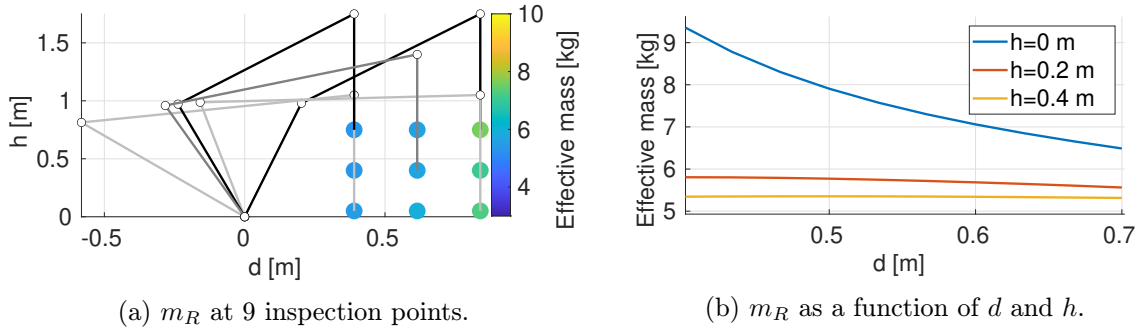 1.5
1
0.5
0
h [m]
-0.5
0
0.5
d [m]
10
8
6
4
Effective mass [kg]
(a) m_R at 9 inspection points.
9
8
7
6
5
Effective mass [kg]
h=0 m
h=0.2 m
h=0.4 m
0.5
0.6
0.7
d [m]
(b) m_R as a function of d and h.